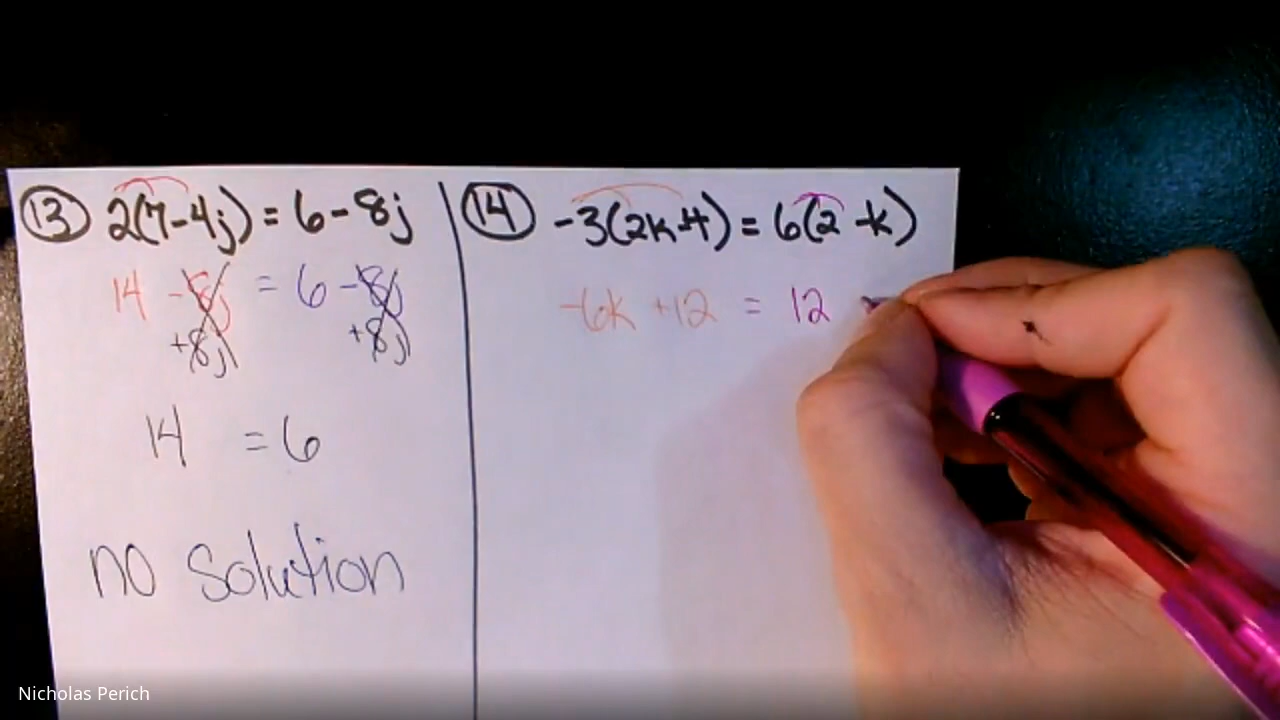 13 2(7-4j) = 6-8j
14 -8j = 6 -8j
+8j +8j
14 = 6
no solution
14 -3(2k-4) = 6(2-k)
-6k +12 = 12
Nicholas Perich